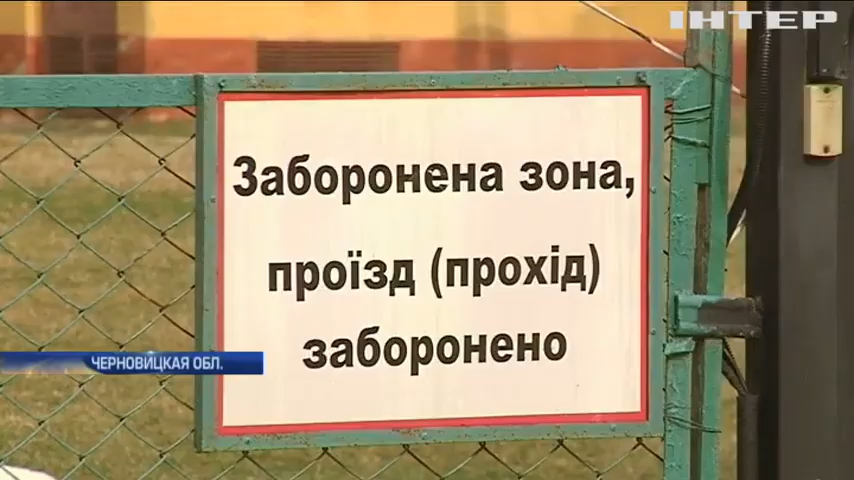 ІНТЕР
Заборонена зона,
проїзд (прохід)
заборонено
ЧЕРНОВИЦКАЯ ОБЛ.